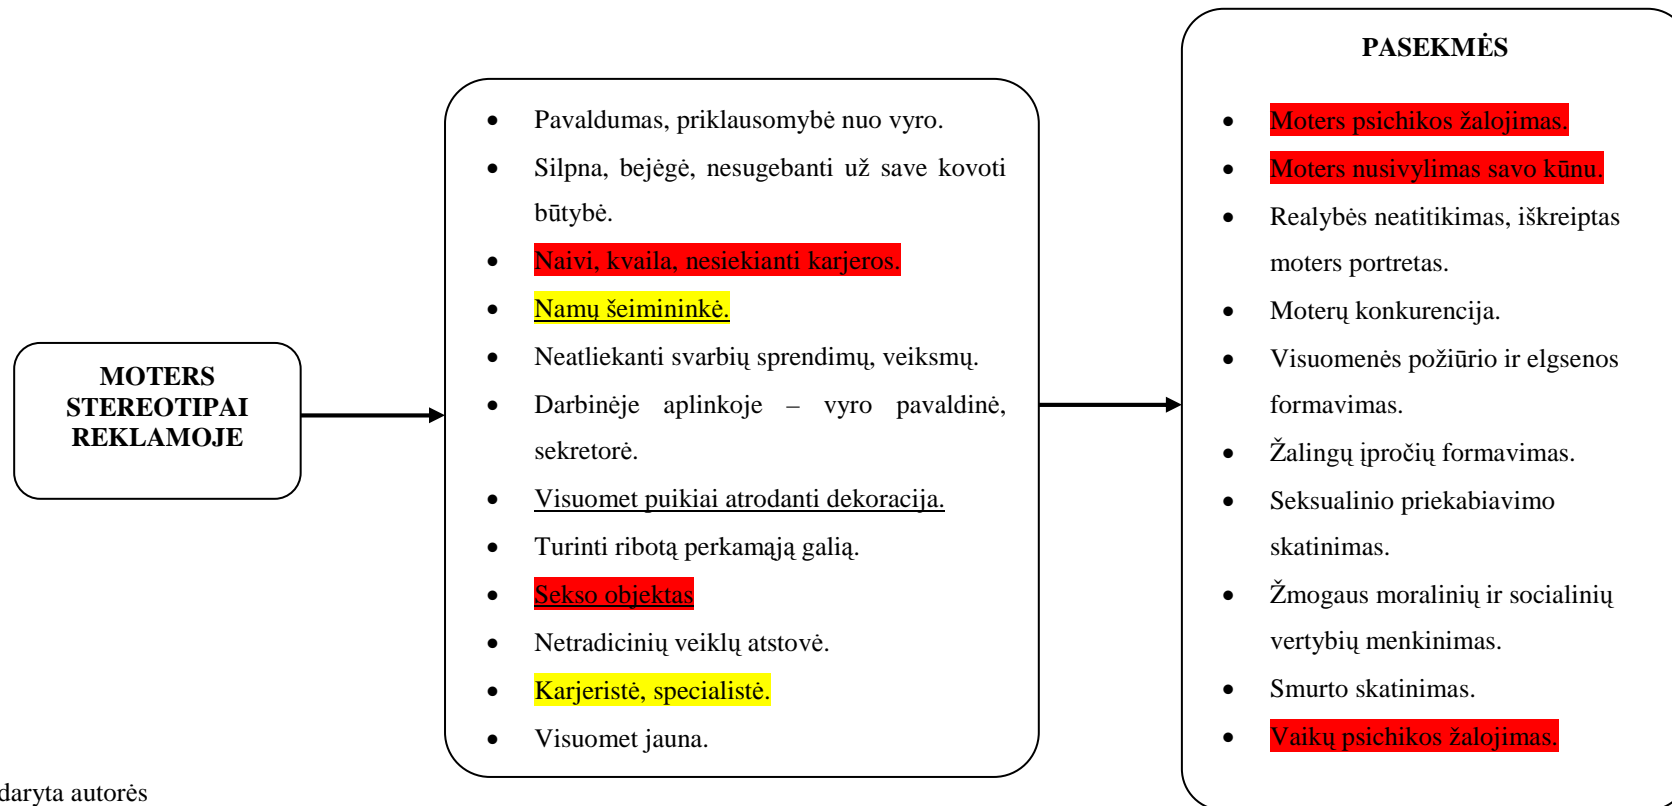 MOTERS
STEREOTIPAI
REKLAMOJE
• Pavaldumas, priklausomybė nuo vyro.
• Silpna, bejėgė, nesugebanti už save kovoti
būtybė.
• Naivi, kvaila, nesiekianti karjeros.
• Namų šeimininkė.
• Neatliekanti svarbių sprendimų, veiksmų.
• Darbinėje aplinkoje – vyro pavaldinė,
sekretorė.
• Visuomet puikiai atrodanti dekoracija.
• Turinti ribotą perkamąją galią.
• Sekso objektas
• Netradicinių veiklų atstovė.
• Karjeristė, specialistė.
• Visuomet jauna.
PASEKMĖS
• Moters psichikos žalojimas.
• Moters nusivylimas savo kūnu.
• Realybės neatitikimas, iškreiptas
moters portretas.
• Moterų konkurencija.
• Visuomenės požiūrio ir elgsenos
formavimas.
• Žalingų įpročių formavimas.
• Seksualinio priekabiavimo
skatinimas.
• Žmogaus moralinių ir socialinių
vertybių menkinimas.
• Smurto skatinimas.
• Vaikų psichikos žalojimas.
daryta autorės